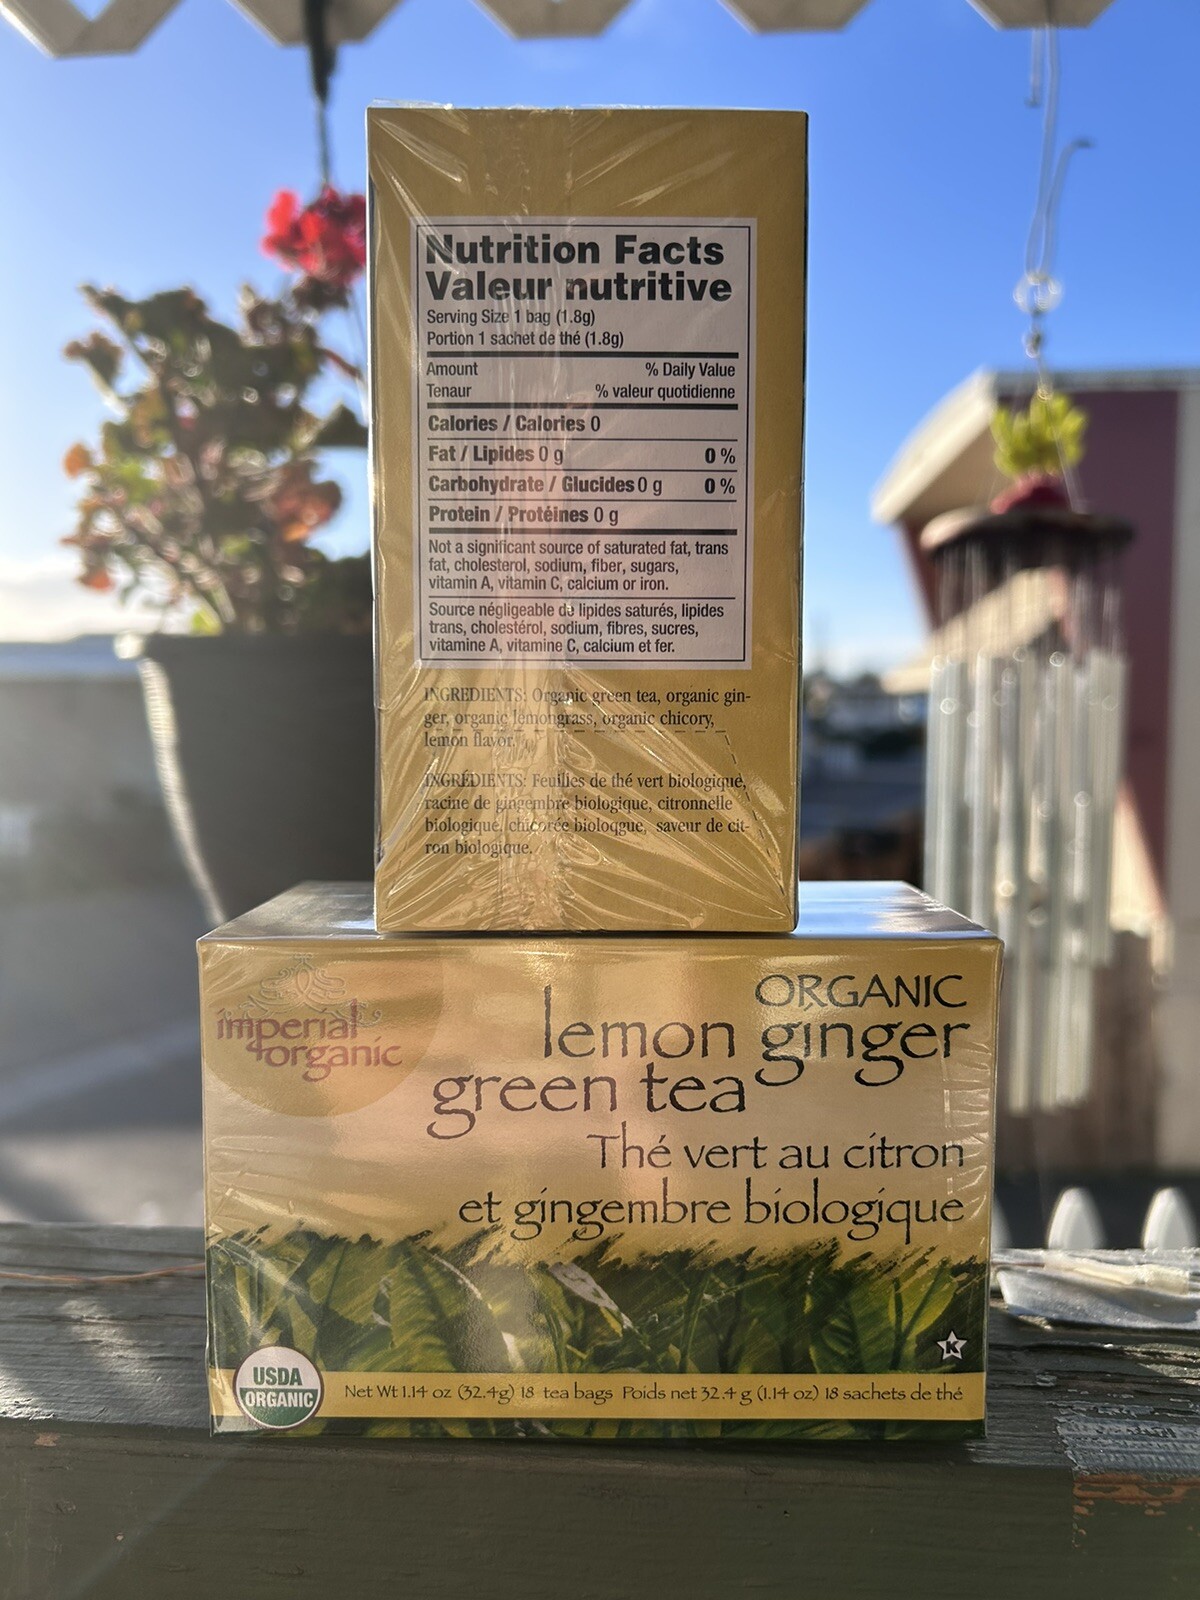 Nutrition Facts
Valeur nutritive
Serving Size 1 bag (1.8g)
Portion 1 sachet de thé (1.8g)
Amount % Daily Value
Tenaur % valeur quotidienne
Calories / Calories 0
Fat / Lipides 0 g 0 %
Carbohydrate / Glucides 0 g 0 %
Protein / Protéines 0 g
Not a significant source of saturated fat, trans
fat, cholesterol, sodium, fiber, sugars,
vitamin A, vitamin C, calcium or iron.
Source négligeable de lipides saturés, lipides
trans, cholestérol, sodium, fibres, sucres,
vitamine A, vitamine C, calcium et fer.
INGREDIENTS: Organic green tea, organic gin-
ger, organic lemongrass, organic chicory,
lemon flavor.
INGRÉDIENTS: Feuilles de thé vert biologique,
racine de gingembre biologique, citronnelle
biologique, chicorée bioloqgue, saveur de cit-
ron biologique.
imperial
organic
ORGANIC
lemon ginger
green tea
Thé vert au citron
et gingembre biologique
K
USDA
ORGANIC
Net Wt 1.14 oz (32.4g) 18 tea bags Poids net 32.4 g (1.14 oz) 18 sachets de thé